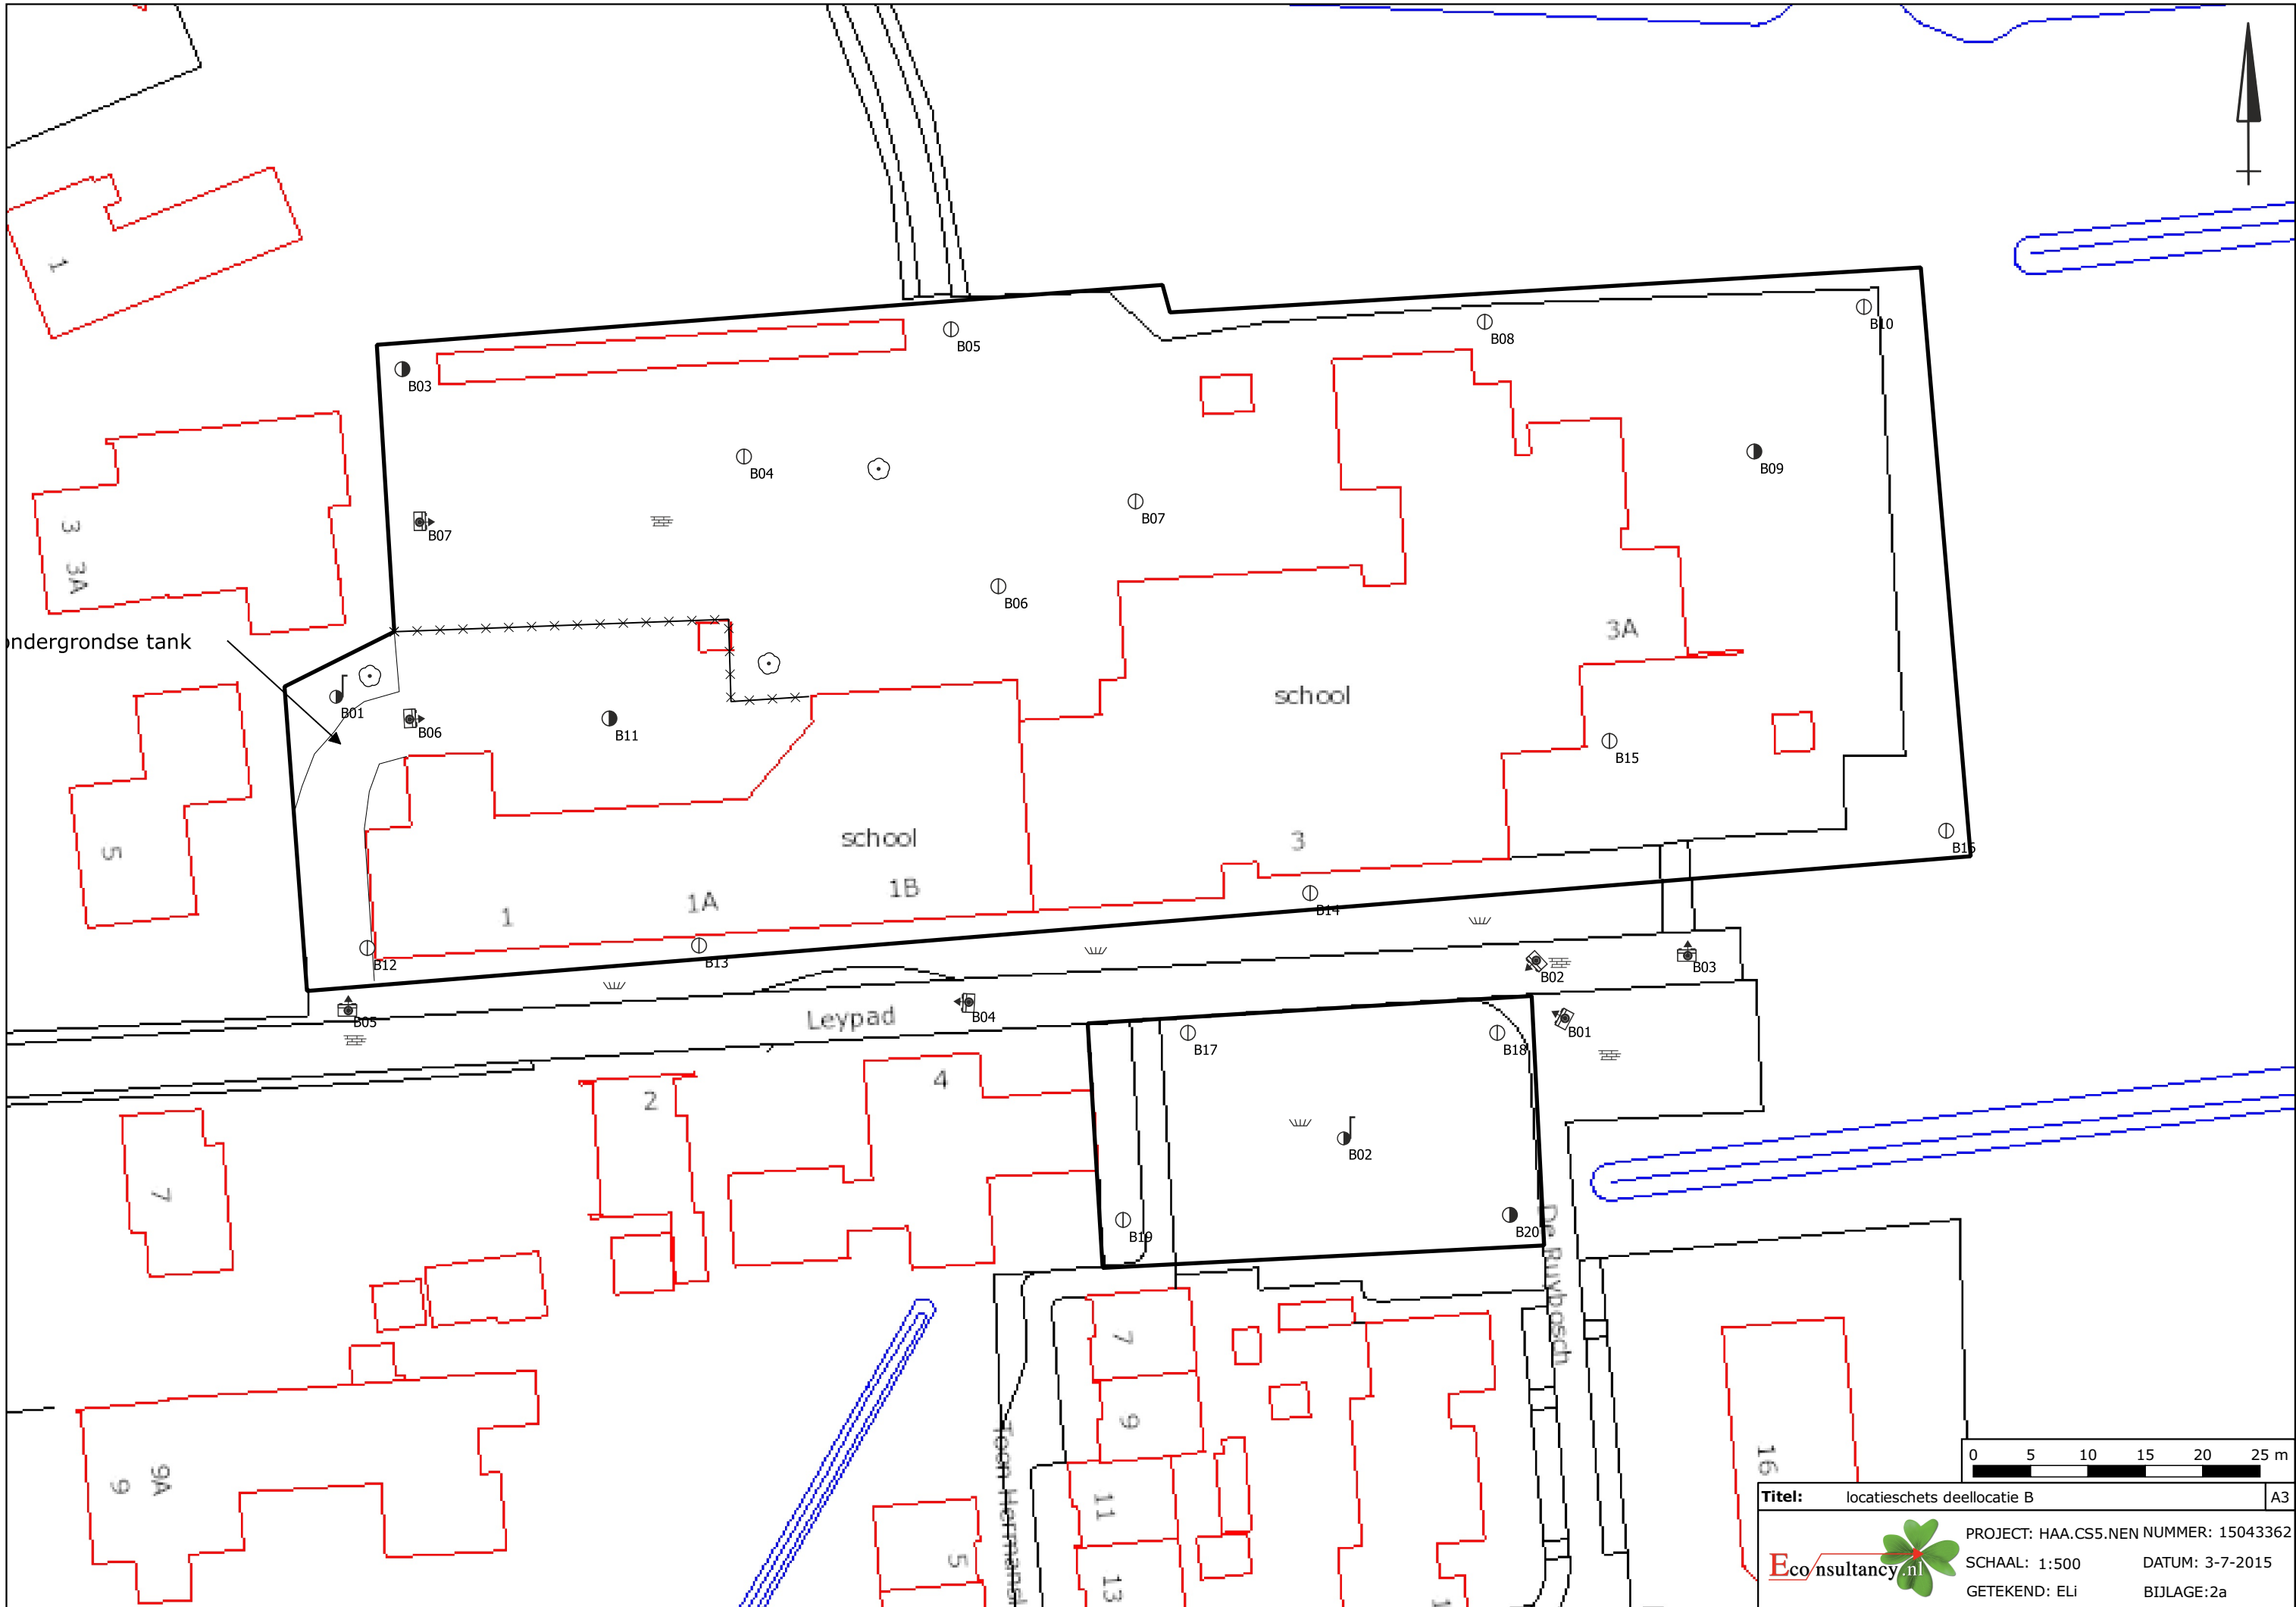 1
B05
B08
B10
B03
B04
B09
B07
3
3A
B07
B06
3A
ondergrondse tank
school
B01
B06
B11
B15
5
school
3
1B
1A
1
B16
B14
B12
B13
B02
B03
B05
Leypad
B04
B01
B17
B18
2
4
B02
7
B19
B20
De Ruybosch
7
9
9
9A
11
5
13
16
0 5 10 15 20 25 m
Titel: locatieschets deellocatie B A3
Econsultancy.nl
PROJECT: HAA.CS5.NEN NUMMER: 15043362
SCHAAL: 1:500 DATUM: 3-7-2015
GETEKEND: ELi BIJLAGE:2a